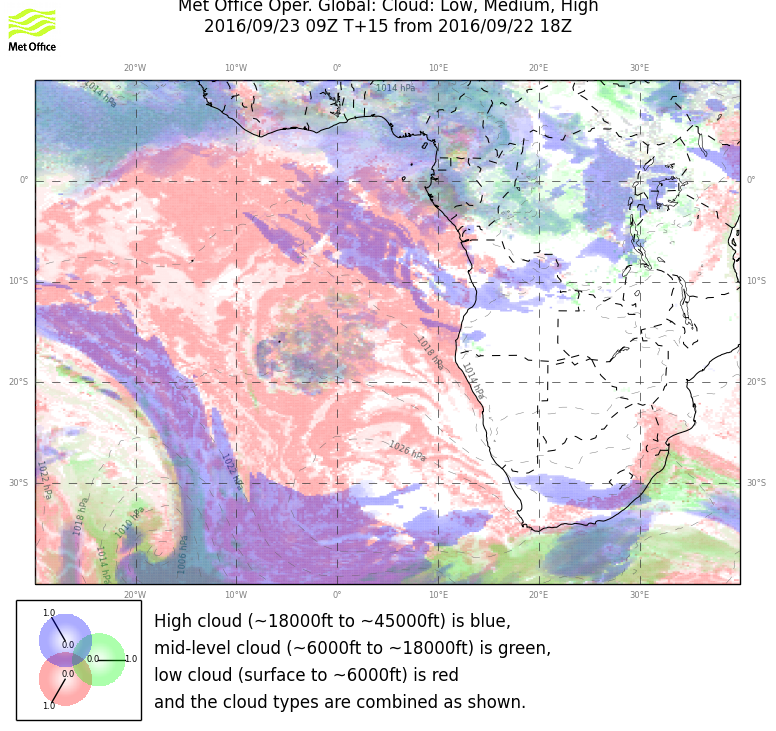 Met Office Oper. Global: Cloud: Low, Medium, High
2016/09/23 09Z T+15 from 2016/09/22 18Z
Met Office
20°W 10°W 0° 10°E 20°E 30°E
1014 hPa
1014 hPa
0° 0°
10°S 10°S
1018 hPa
1014 hPa
20°S 20°S
1026 hPa
1022 hPa
1022 hPa
30°S 30°S
1018 hPa
1010 hPa
1014 hPa
1006 hPa
20°W 10°W 0° 10°E 20°E 30°E
1.0
0.0
0.0 1.0
0.0
1.0
High cloud (~18000ft to ~45000ft) is blue,
mid-level cloud (~6000ft to ~18000ft) is green,
low cloud (surface to ~6000ft) is red
and the cloud types are combined as shown.